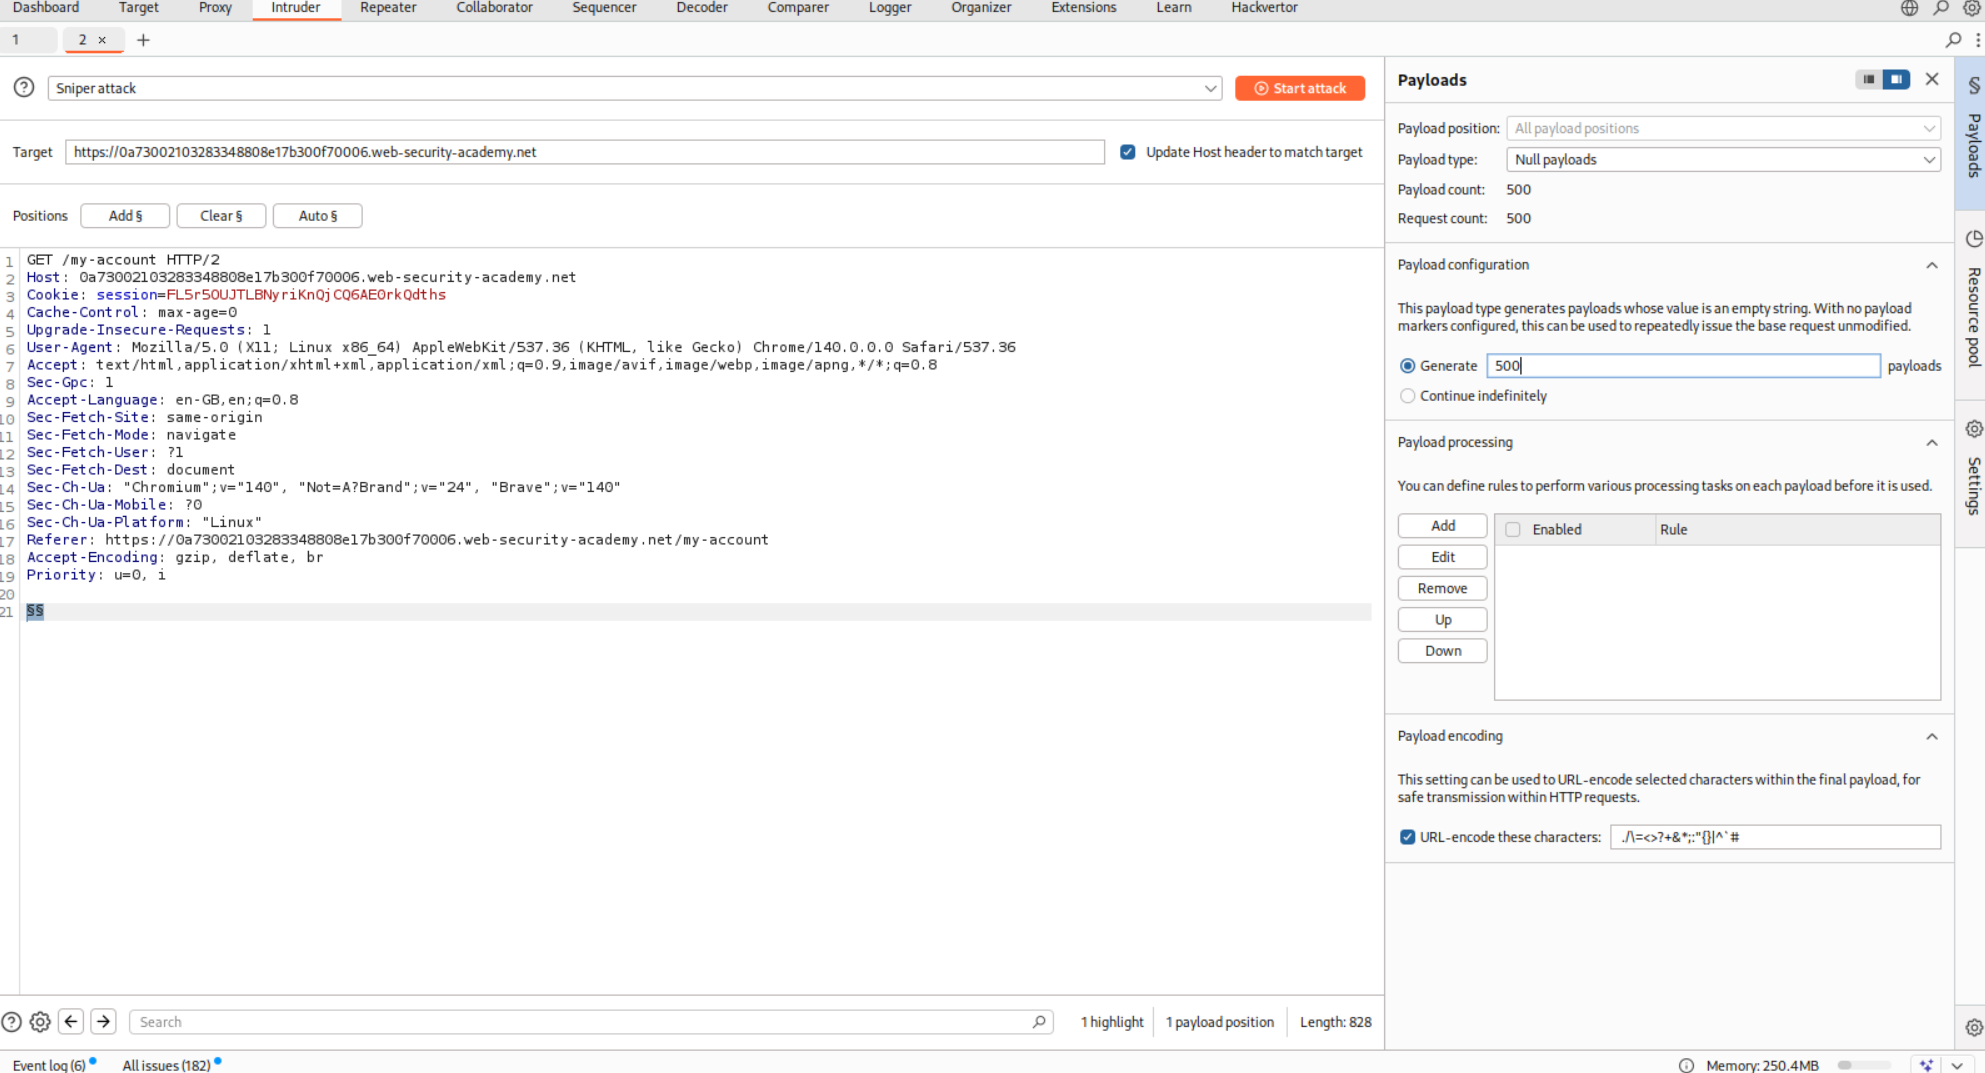 Dashboard Target Proxy Intruder Repeater Collaborator Sequencer Decoder Comparer Logger Organizer Extensions Learn Hackvertor
1 2 × +
Sniper attack
Start attack
Target https://0a73002103283348808e17b300f70006.web-security-academy.net
Update Host header to match target
Positions Add § Clear § Auto §
1 GET /my-account HTTP/2
2 Host: 0a73002103283348808e17b300f70006.web-security-academy.net
3 Cookie: session=FL5r5OUJTLBNyriKnQjCQ6AE0rkQdths
4 Cache-Control: max-age=0
5 Upgrade-Insecure-Requests: 1
6 User-Agent: Mozilla/5.0 (X11; Linux x86_64) AppleWebKit/537.36 (KHTML, like Gecko) Chrome/140.0.0.0 Safari/537.36
7 Accept: text/html,application/xhtml+xml,application/xml;q=0.9,image/avif,image/webp,image/apng,*/*;q=0.8
8 Sec-Gpc: 1
9 Accept-Language: en-GB,en;q=0.8
10 Sec-Fetch-Site: same-origin
11 Sec-Fetch-Mode: navigate
12 Sec-Fetch-User: ?1
13 Sec-Fetch-Dest: document
14 Sec-Ch-Ua: "Chromium";v="140", "Not=A?Brand";v="24", "Brave";v="140"
15 Sec-Ch-Ua-Mobile: ?0
16 Sec-Ch-Ua-Platform: "Linux"
17 Referer: https://0a73002103283348808e17b300f70006.web-security-academy.net/my-account
18 Accept-Encoding: gzip, deflate, br
19 Priority: u=0, i
20
21 §§
Search
1 highlight
1 payload position
Length: 828
Payloads
Payload position: All payload positions
Payload type: Null payloads
Payload count: 500
Request count: 500
Payload configuration
This payload type generates payloads whose value is an empty string. With no payload
markers configured, this can be used to repeatedly issue the base request unmodified.
Generate 500 payloads
Continue indefinitely
Payload processing
You can define rules to perform various processing tasks on each payload before it is used.
Add
Edit
Remove
Up
Down
Enabled Rule
Payload encoding
This setting can be used to URL-encode selected characters within the final payload, for
safe transmission within HTTP requests.
URL-encode these characters: ./\=<>?+&*;:"{}|^`#
§ Payloads
Resource pool
Settings
Event log (6) All issues (182)
Memory: 250.4MB